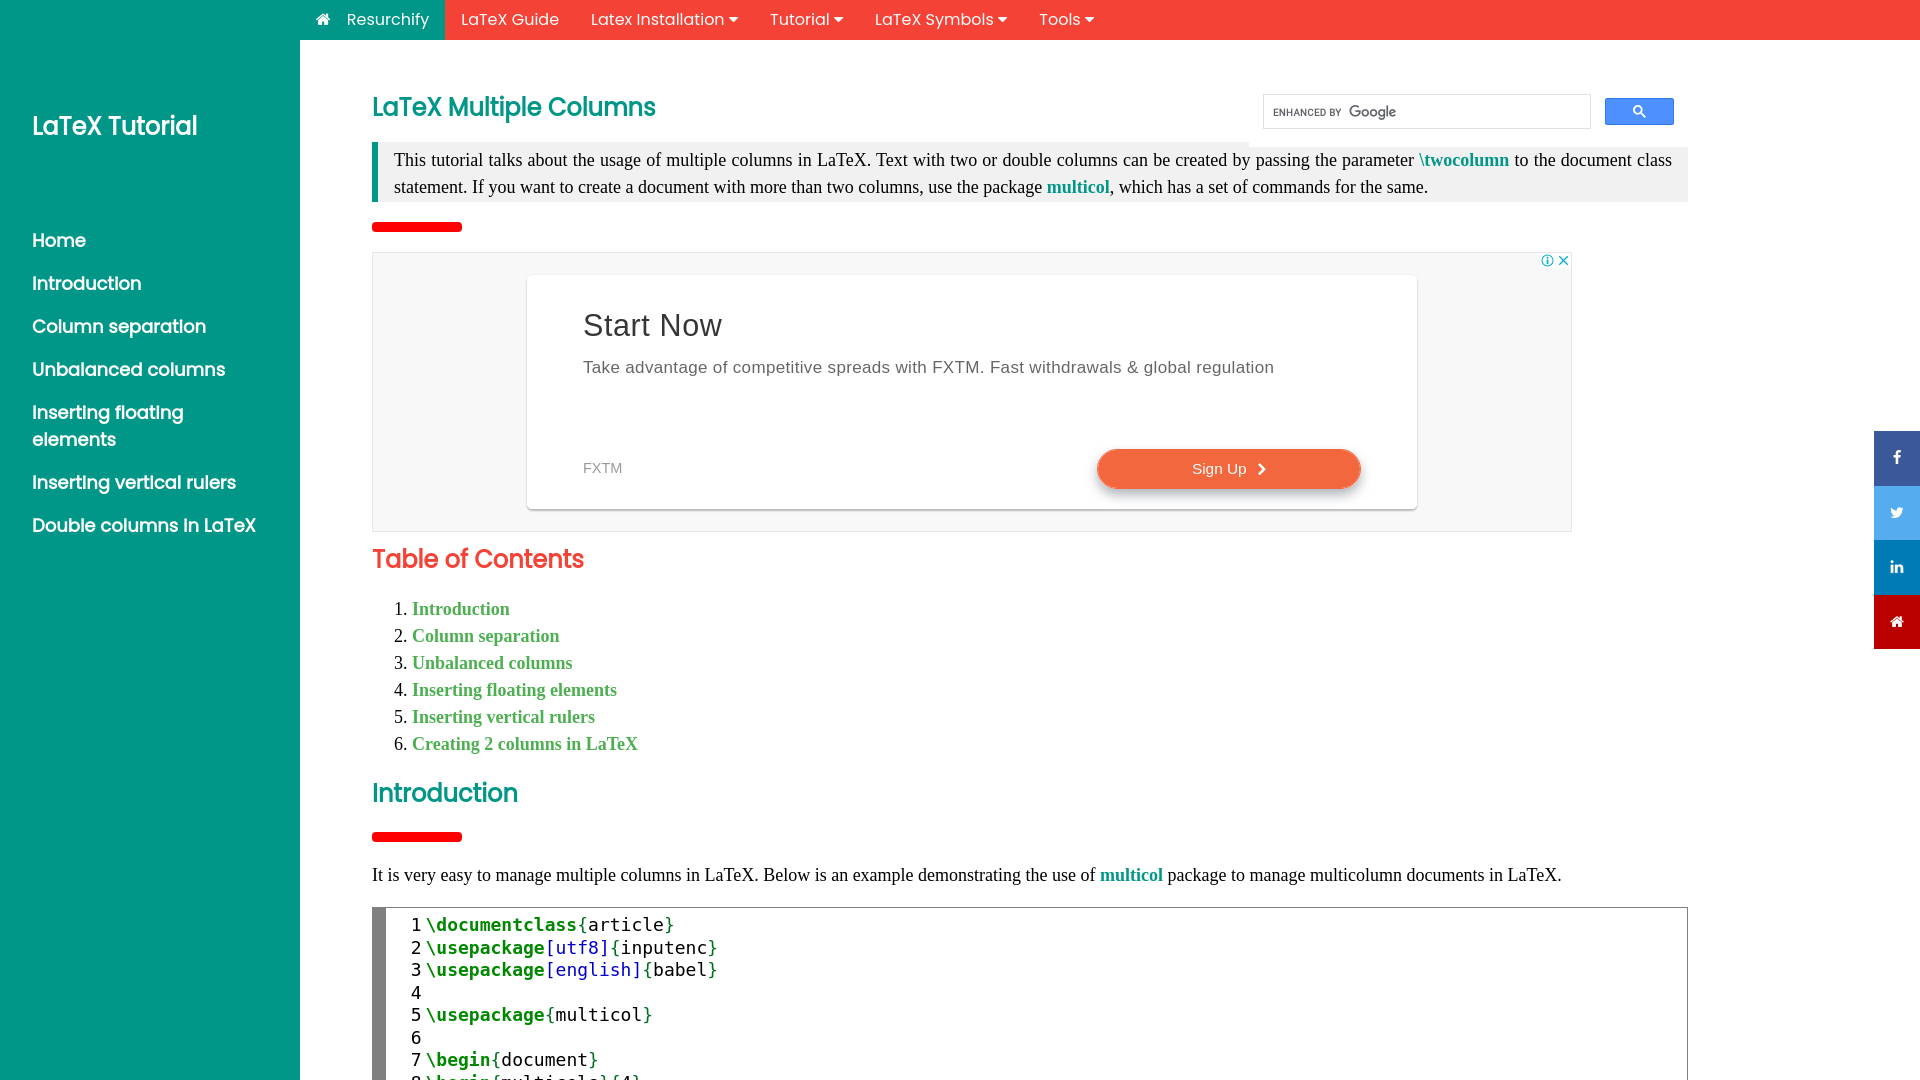 Resurchify
LaTeX Guide
Latex Installation
Tutorial
LaTeX Symbols
Tools
LaTeX Tutorial
Home
Introduction
Column separation
Unbalanced columns
Inserting floating
elements
Inserting vertical rulers
Double columns in LaTeX
LaTeX Multiple Columns
ENHANCED BY Google
This tutorial talks about the usage of multiple columns in LaTeX. Text with two or double columns can be created by passing the parameter \twocolumn to the document class
statement. If you want to create a document with more than two columns, use the package multicol, which has a set of commands for the same.
Start Now
Take advantage of competitive spreads with FXTM. Fast withdrawals & global regulation
FXTM
Sign Up
Table of Contents
1. Introduction
2. Column separation
3. Unbalanced columns
4. Inserting floating elements
5. Inserting vertical rulers
6. Creating 2 columns in LaTeX
Introduction
It is very easy to manage multiple columns in LaTeX. Below is an example demonstrating the use of multicol package to manage multicolumn documents in LaTeX.
1 \documentclass{article}
2 \usepackage[utf8]{inputenc}
3 \usepackage[english]{babel}
4
5 \usepackage{multicol}
6
7 \begin{document}
8 \begin{multicols}{4}